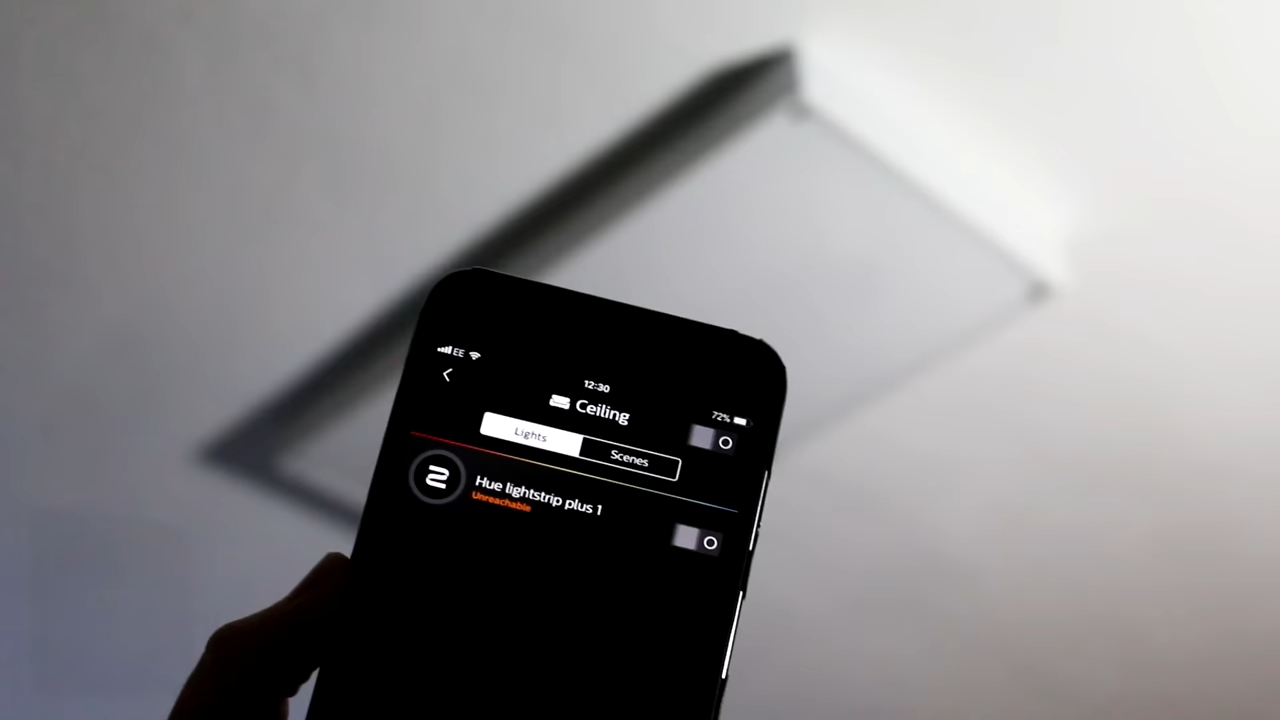 EE
12:30
72%
Ceiling
Lights
Scenes
Hue lightstrip plus 1
Unreachable